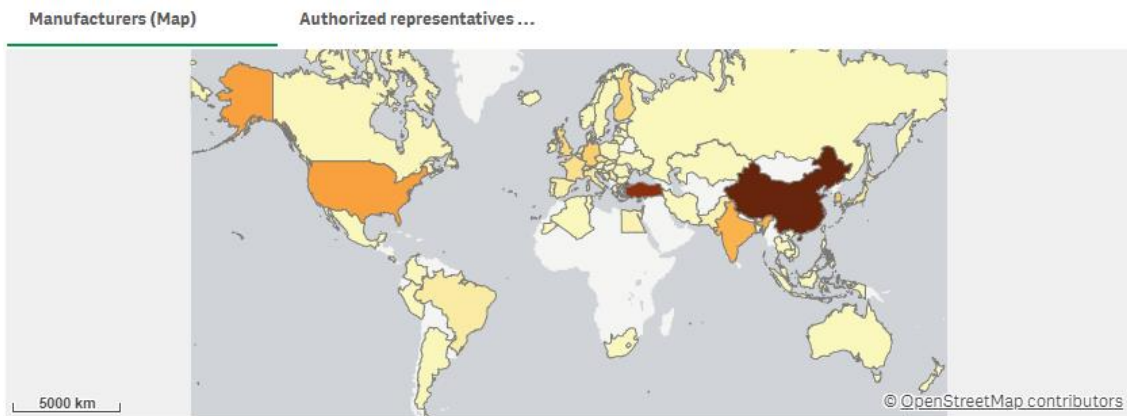 Manufacturers (Map)
Authorized representatives ...
5000 km
© OpenStreetMap contributors